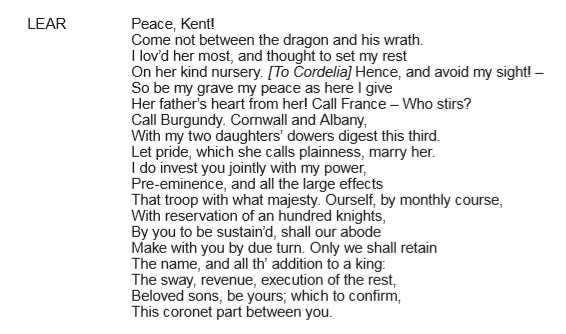 LEAR Peace, Kent!
Come not between the dragon and his wrath.
I lov’d her most, and thought to set my rest
On her kind nursery. [To Cordelia] Hence, and avoid my sight! –
So be my grave my peace as here I give
Her father’s heart from her! Call France – Who stirs?
Call Burgundy. Cornwall and Albany,
With my two daughters’ dowers digest this third.
Let pride, which she calls plainness, marry her.
I do invest you jointly with my power,
Pre-eminence, and all the large effects
That troop with what majesty. Ourself, by monthly course,
With reservation of an hundred knights,
By you to be sustain’d, shall our abode
Make with you by due turn. Only we shall retain
The name, and all th’ addition to a king:
The sway, revenue, execution of the rest,
Beloved sons, be yours; which to confirm,
This coronet part between you.